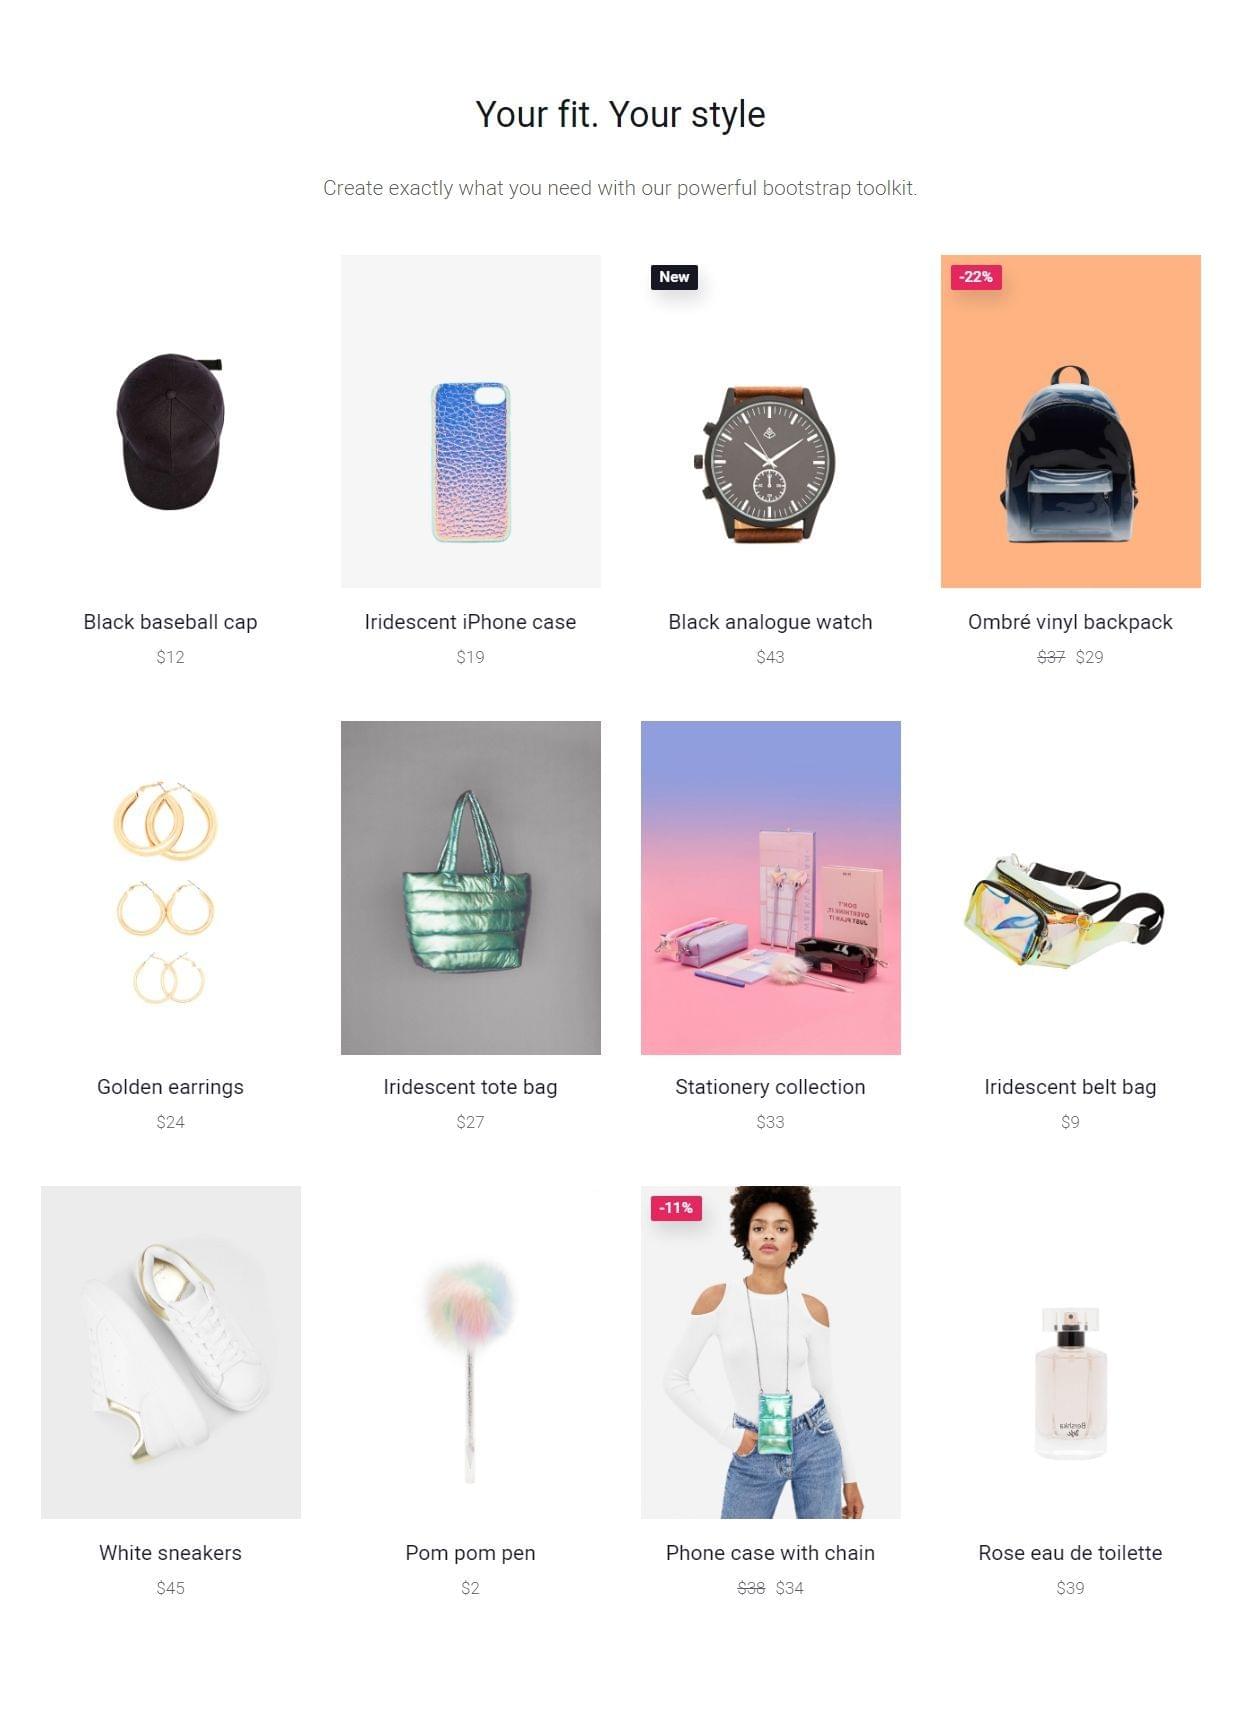 Your fit. Your style
Create exactly what you need with our powerful bootstrap toolkit.
New
-22%
Black baseball cap
Iridescent iPhone case
Black analogue watch
Ombré vinyl backpack
$12
$19
$43
$37 $29
DON'T
OVERTHINK IT,
JUST PLAN IT
Golden earrings
Iridescent tote bag
Stationery collection
Iridescent belt bag
$24
$27
$33
$9
-11%
Bershka
White sneakers
Pom pom pen
Phone case with chain
Rose eau de toilette
$45
$2
$38 $34
$39